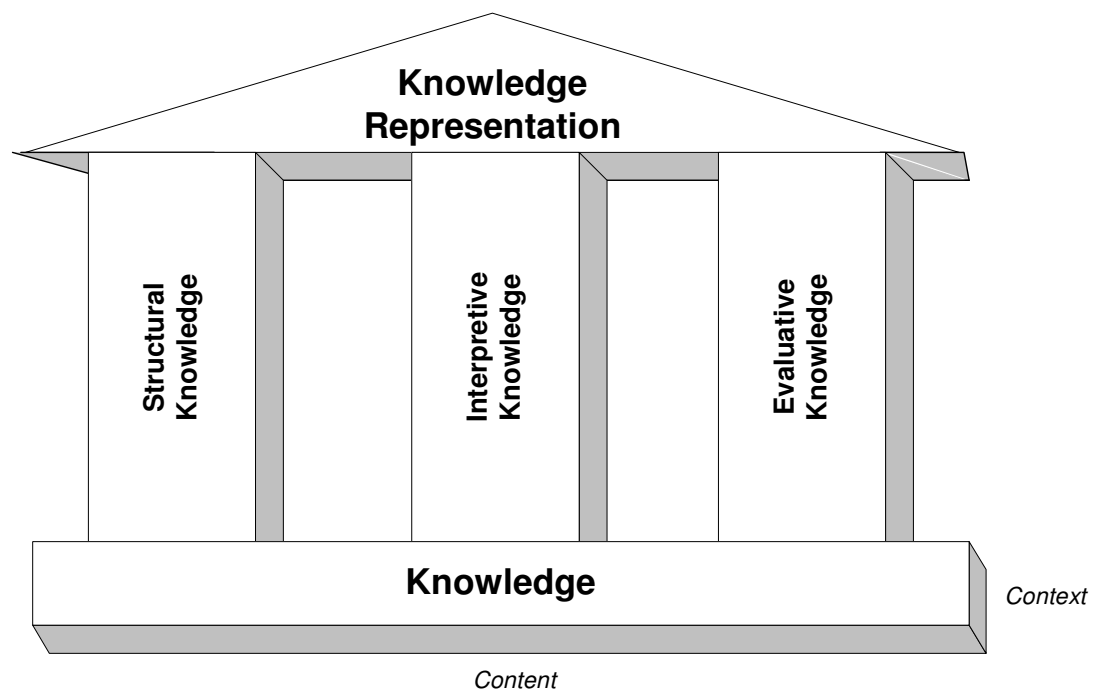 Knowledge
Representation
Structural
Knowledge
Interpretive
Knowledge
Evaluative
Knowledge
Knowledge
Context
Content